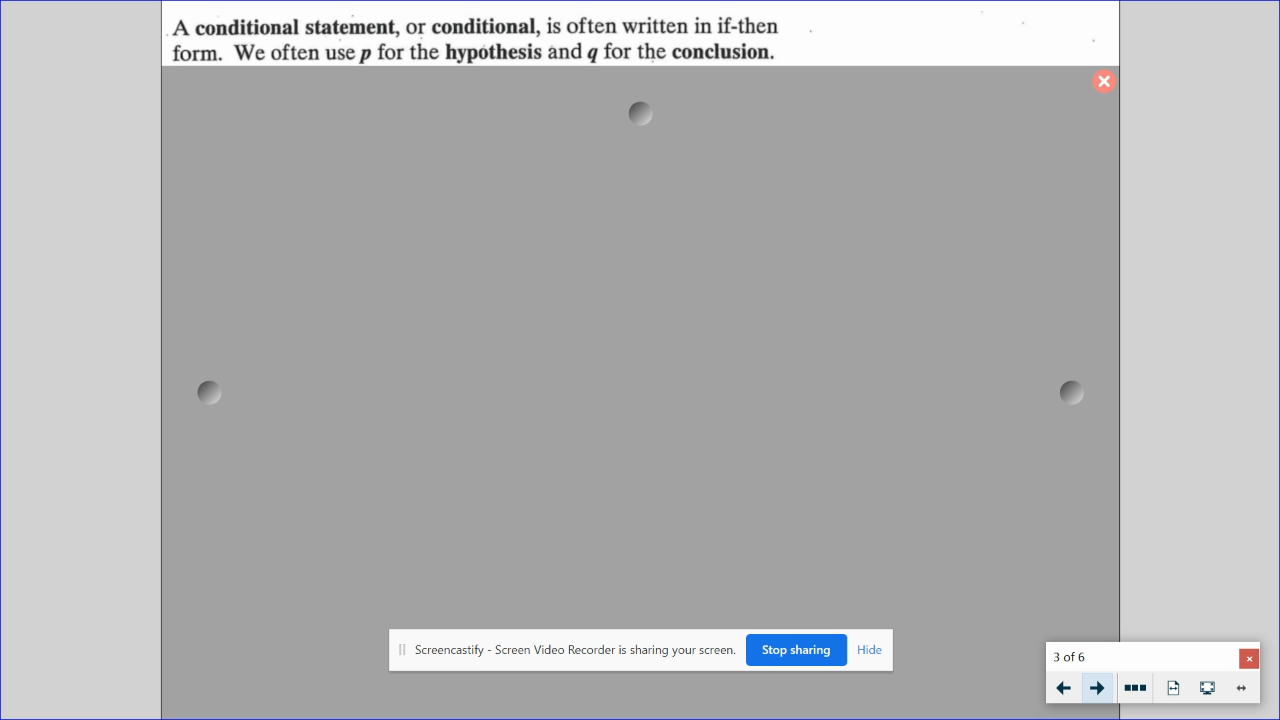 A conditional statement, or conditional, is often written in if-then
form. We often use p for the hypothesis and q for the conclusion.
Screencastify - Screen Video Recorder is sharing your screen.
Stop sharing
Hide
3 of 6